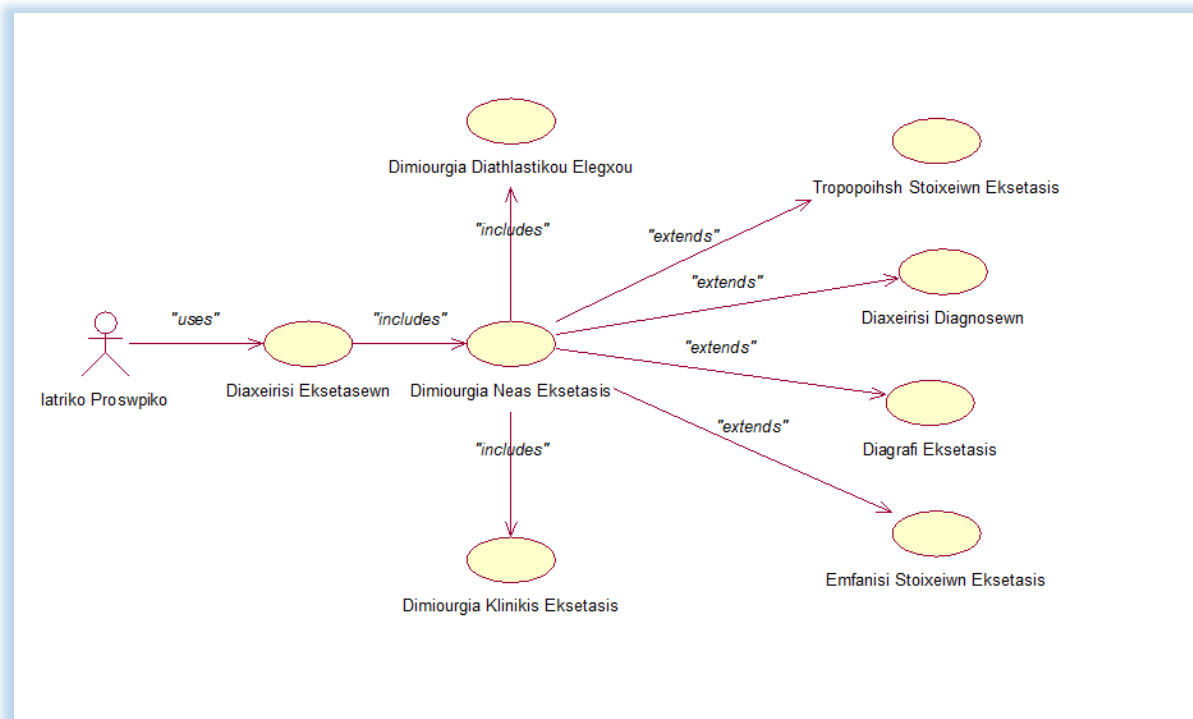 Dimiourgia Diathlastikou Elegxou
Tropopoihsh Stoixeiwn Eksetasis
"includes"
"extends"
"extends"
Diaxeirisi Diagnosewn
"uses"
"includes"
"extends"
Iatriko Proswpiko
Diaxeirisi Eksetasewn
Dimiourgia Neas Eksetasis
"extends"
"includes"
Diagrafi Eksetasis
Emfanisi Stoixeiwn Eksetasis
Dimiourgia Klinikis Eksetasis